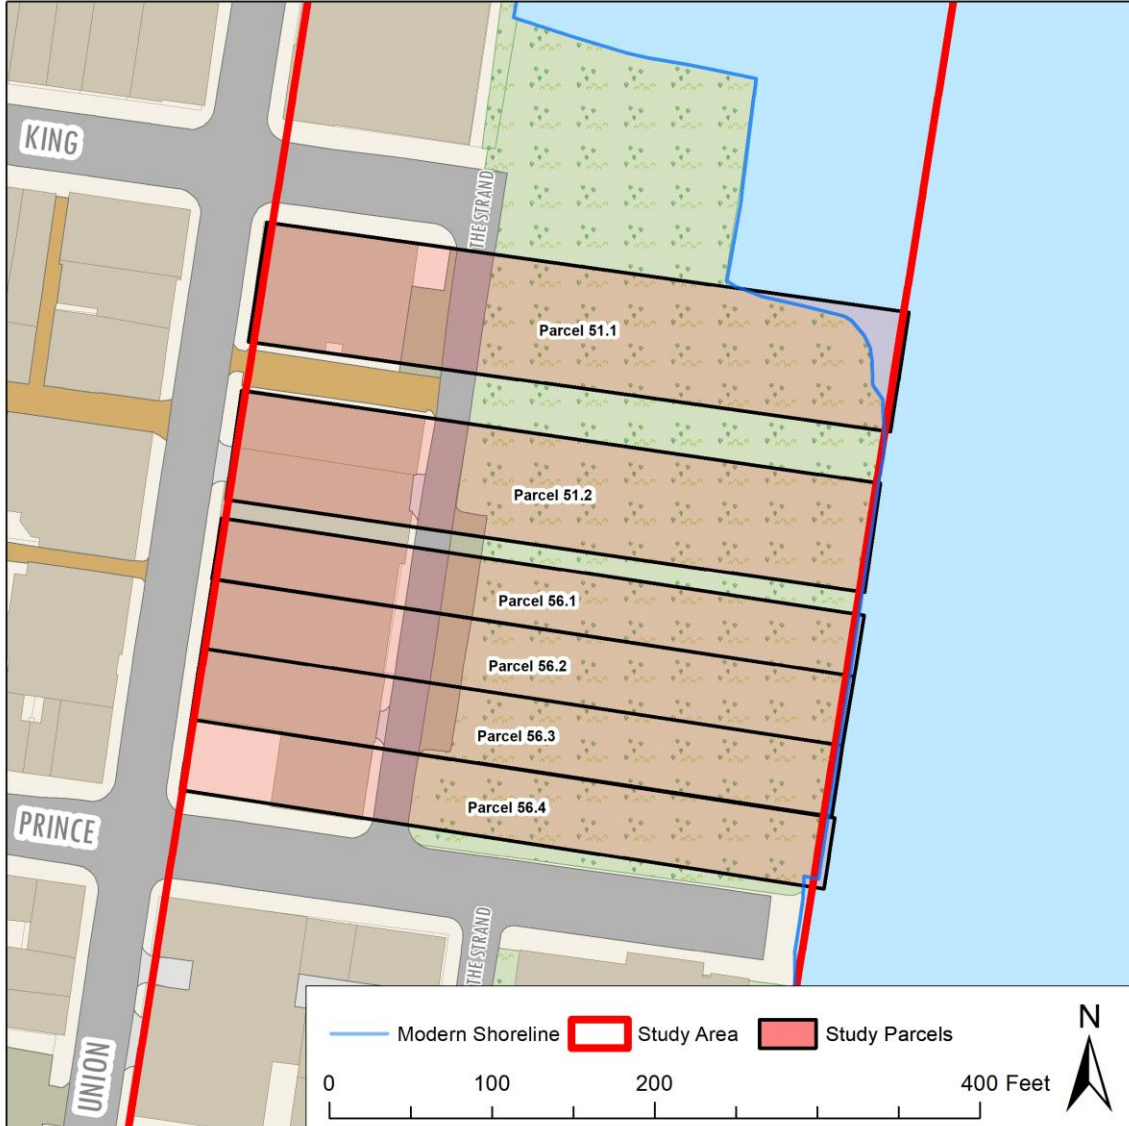 KING
THE STRAND
Parcel 51.1
Parcel 51.2
Parcel 56.1
Parcel 56.2
Parcel 56.3
Parcel 56.4
PRINCE
THE STRAND
UNION
Modern Shoreline Study Area Study Parcels
N
0 100 200 400 Feet